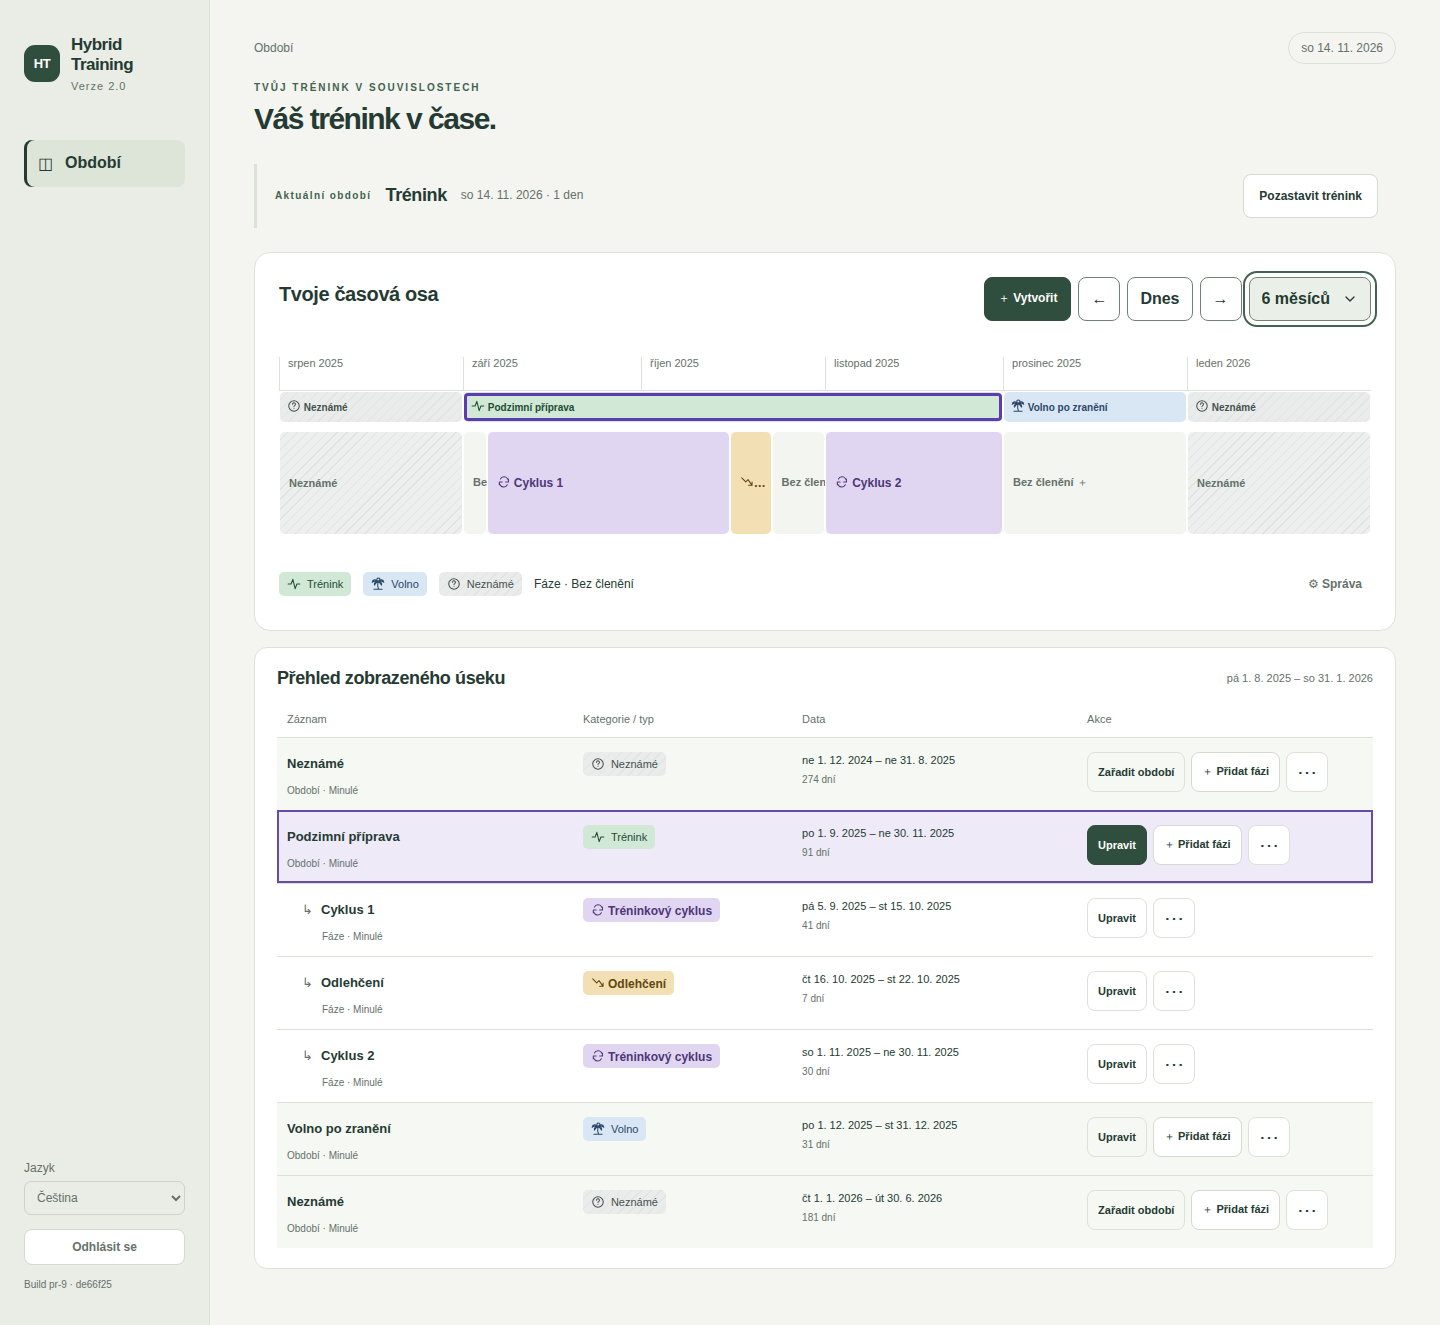 HT
Hybrid
Training
Verze 2.0
Období
Jazyk
Čeština
Odhlásit se
Build pr-9 · de66f25
Období
so 14. 11. 2026
TVŮJ TRÉNINK V SOUVISLOSTECH
Váš trénink v čase.
Aktuální období Trénink so 14. 11. 2026 · 1 den
Pozastavit trénink
Tvoje časová osa
+ Vytvořit
←
Dnes
→
6 měsíců
srpen 2025 září 2025 říjen 2025 listopad 2025 prosinec 2025 leden 2026
Neznámé Podzimní příprava Volno po zranění Neznámé
Neznámé Be Cyklus 1 ... Bez člen Cyklus 2 Bez členění + Neznámé
Trénink Volno Neznámé Fáze · Bez členění
⚙ Správa
Přehled zobrazeného úseku
pá 1. 8. 2025 – so 31. 1. 2026
Záznam Kategorie / typ Data Akce
Neznámé Neznámé ne 1. 12. 2024 – ne 31. 8. 2025 Zařadit období + Přidat fázi ···
Období · Minulé 274 dní
Podzimní příprava Trénink po 1. 9. 2025 – ne 30. 11. 2025 Upravit + Přidat fázi ···
Období · Minulé 91 dní
↳ Cyklus 1 Tréninkový cyklus pá 5. 9. 2025 – st 15. 10. 2025 Upravit ···
Fáze · Minulé 41 dní
↳ Odlehčení Odlehčení čt 16. 10. 2025 – st 22. 10. 2025 Upravit ···
Fáze · Minulé 7 dní
↳ Cyklus 2 Tréninkový cyklus so 1. 11. 2025 – ne 30. 11. 2025 Upravit ···
Fáze · Minulé 30 dní
Volno po zranění Volno po 1. 12. 2025 – st 31. 12. 2025 Upravit + Přidat fázi ···
Období · Minulé 31 dní
Neznámé Neznámé čt 1. 1. 2026 – út 30. 6. 2026 Zařadit období + Přidat fázi ···
Období · Minulé 181 dní